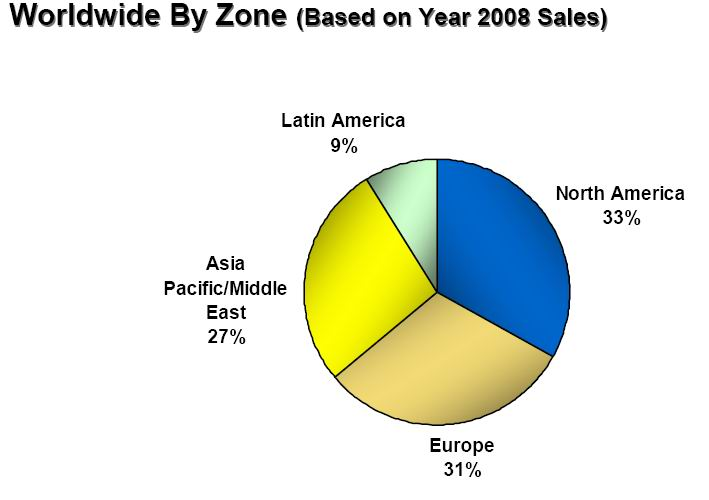 Worldwide By Zone (Based on Year 2008 Sales)
Latin America
9%
North America
33%
Asia
Pacific/Middle
East
27%
Europe
31%